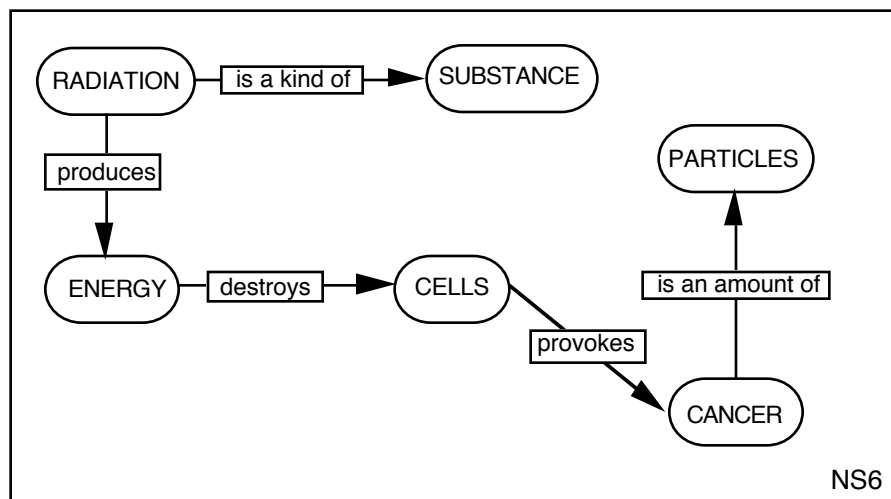 RADIATION
is a kind of
SUBSTANCE
produces
PARTICLES
ENERGY
destroys
CELLS
is an amount of
provokes
CANCER
NS6